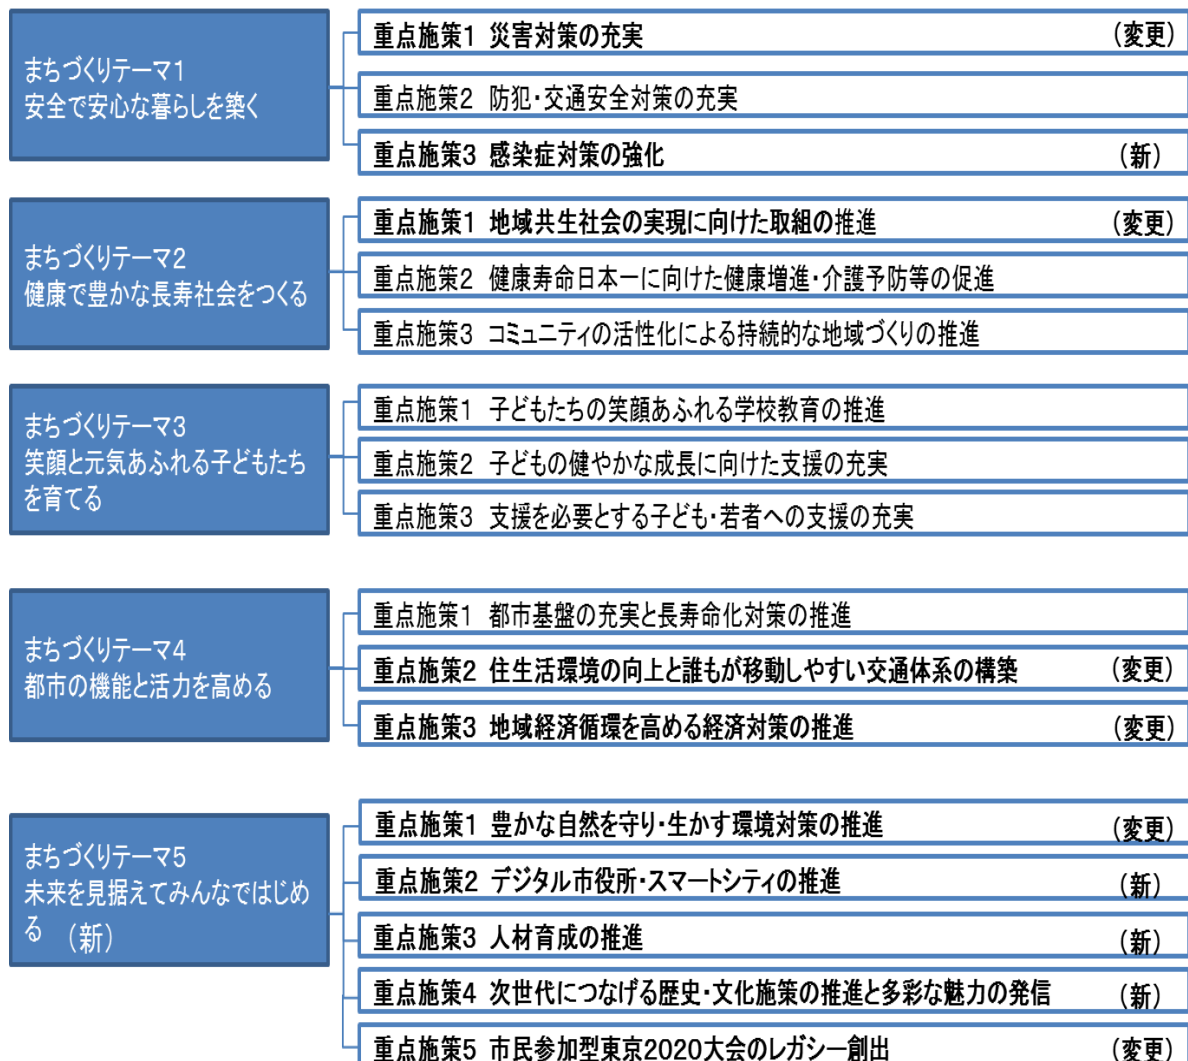 まちづくりテーマ1
安全で安心な暮らしを築く
重点施策1 災害対策の充実 (変更)
重点施策2 防犯・交通安全対策の充実
重点施策3 感染症対策の強化 (新)
まちづくりテーマ2
健康で豊かな長寿社会をつくる
重点施策1 地域共生社会の実現に向けた取組の推進 (変更)
重点施策2 健康寿命日本一に向けた健康増進・介護予防等の促進
重点施策3 コミュニティの活性化による持続的な地域づくりの推進
まちづくりテーマ3
笑顔と元気あふれる子どもたち
を育てる
重点施策1 子どもたちの笑顔あふれる学校教育の推進
重点施策2 子どもの健やかな成長に向けた支援の充実
重点施策3 支援を必要とする子ども・若者への支援の充実
まちづくりテーマ4
都市の機能と活力を高める
重点施策1 都市基盤の充実と長寿命化対策の推進
重点施策2 住生活環境の向上と誰もが移動しやすい交通体系の構築 (変更)
重点施策3 地域経済循環を高める経済対策の推進 (変更)
まちづくりテーマ5
未来を見据えてみんなではじめ
る (新)
重点施策1 豊かな自然を守り・生かす環境対策の推進 (変更)
重点施策2 デジタル市役所・スマートシティの推進 (新)
重点施策3 人材育成の推進 (新)
重点施策4 次世代につなげる歴史・文化施策の推進と多彩な魅力の発信 (新)
重点施策5 市民参加型東京2020大会のレガシー創出 (変更)